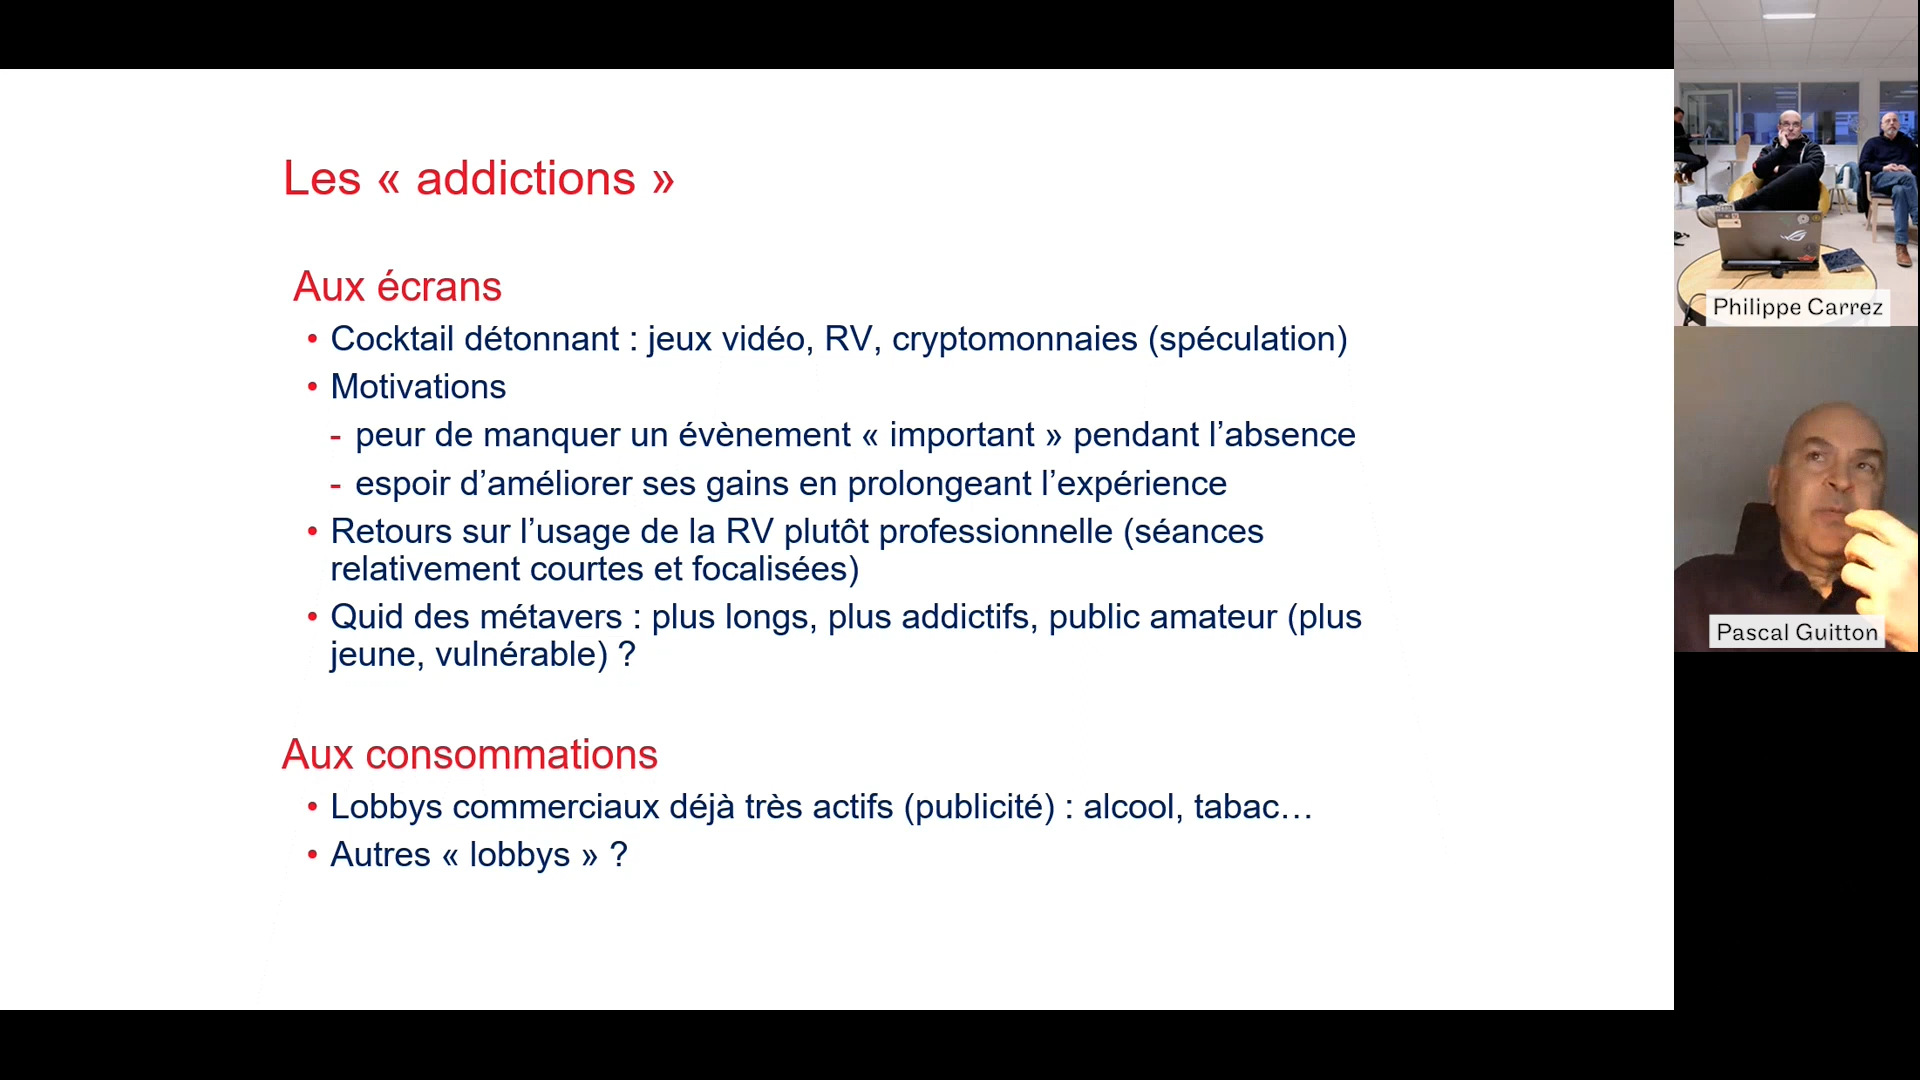 Les « addictions »
Aux écrans
• Cocktail détonnant : jeux vidéo, RV, cryptomonnaies (spéculation)
• Motivations
- peur de manquer un évènement « important » pendant l’absence
- espoir d’améliorer ses gains en prolongeant l’expérience
• Retours sur l’usage de la RV plutôt professionnelle (séances
relativement courtes et focalisées)
• Quid des métavers : plus longs, plus addictifs, public amateur (plus
jeune, vulnérable) ?
Aux consommations
• Lobbys commerciaux déjà très actifs (publicité) : alcool, tabac…
• Autres « lobbys » ?
Philippe Carrez
Pascal Guitton